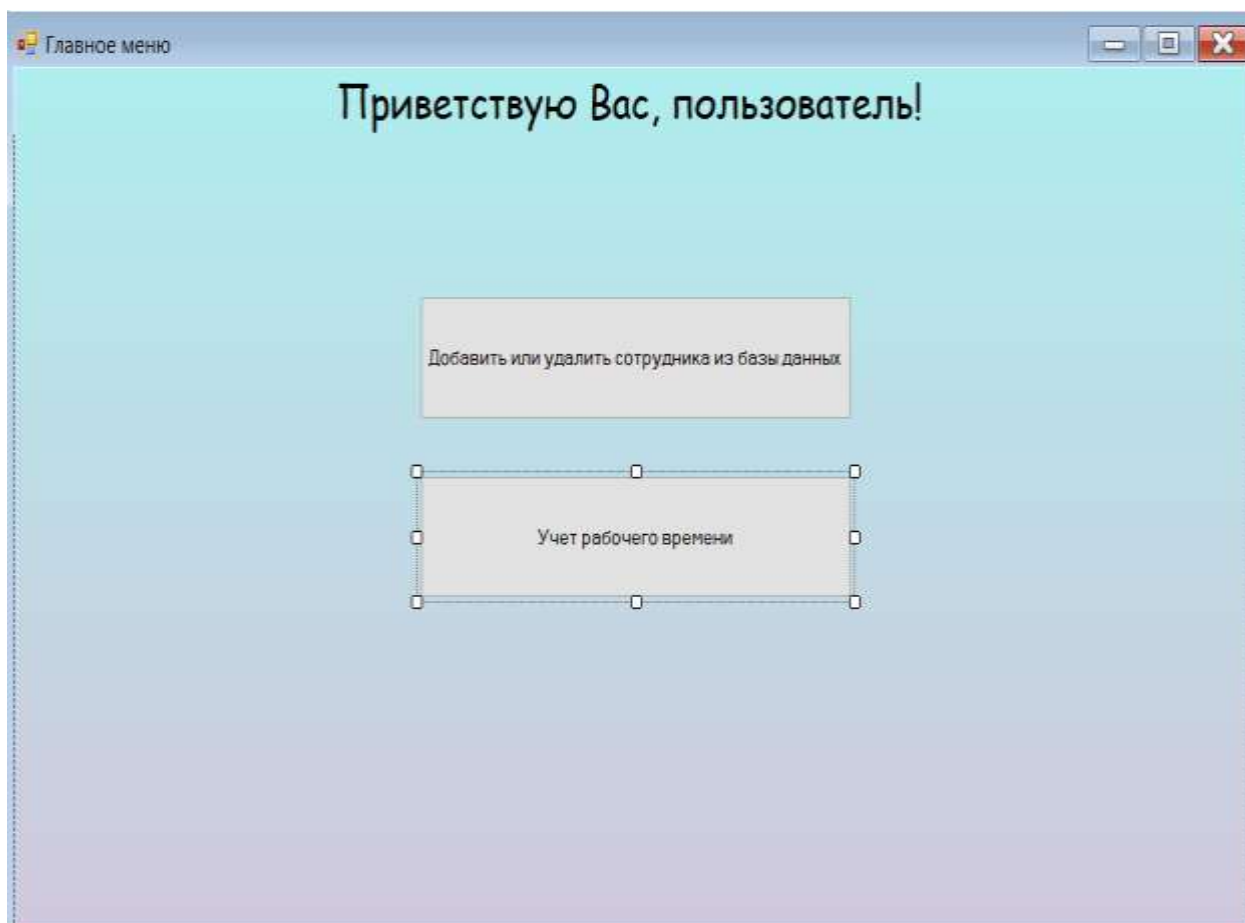 Главное меню
Приветствую Вас, пользователь!
Добавить или удалить сотрудника из базы данных
Учет рабочего времени